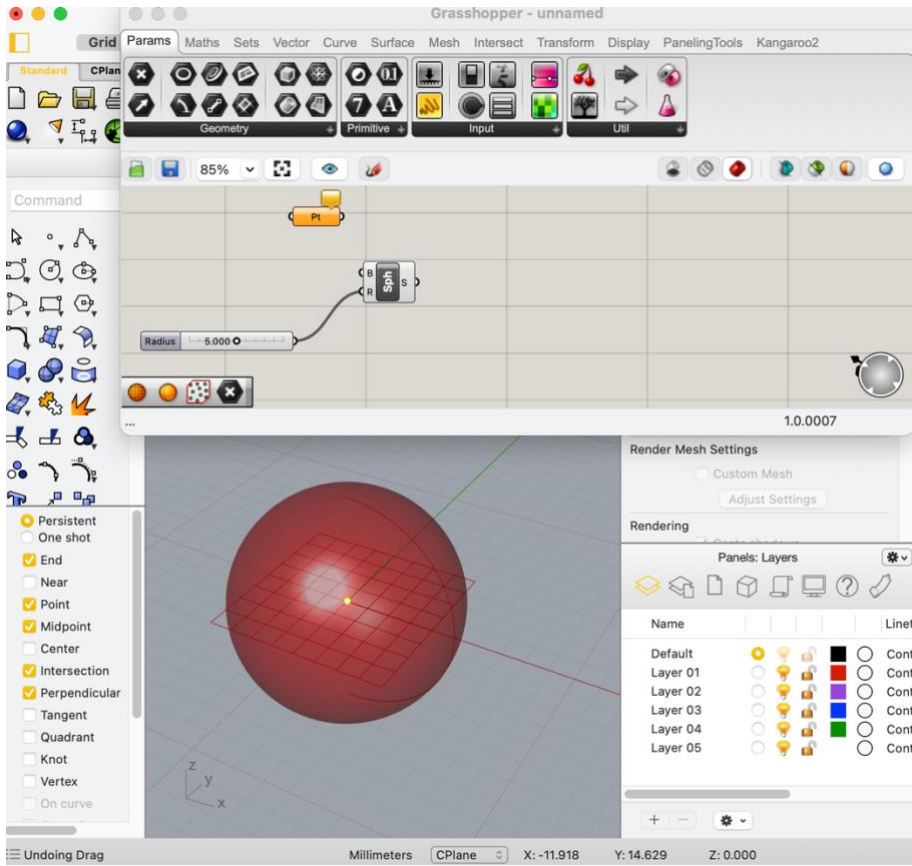 Grasshopper - unnamed
Grid
Params Maths Sets Vector Curve Surface Mesh Intersect Transform Display PanelingTools Kangaroo2
Standard CPlan
Geometry Primitive Input Util
85%
Command
Pt
B
R
Sph
S
Radius 5.000
...
1.0.0007
Render Mesh Settings
Custom Mesh
Adjust Settings
Rendering
Persistent
One shot
End
Near
Point
Midpoint
Center
Intersection
Perpendicular
Tangent
Quadrant
Knot
Vertex
On curve
Panels: Layers
Name Linet
Default Cont
Layer 01 Cont
Layer 02 Cont
Layer 03 Cont
Layer 04 Cont
Layer 05 Cont
z
y
x
Undoing Drag Millimeters CPlane X: -11.918 Y: 14.629 Z: 0.000